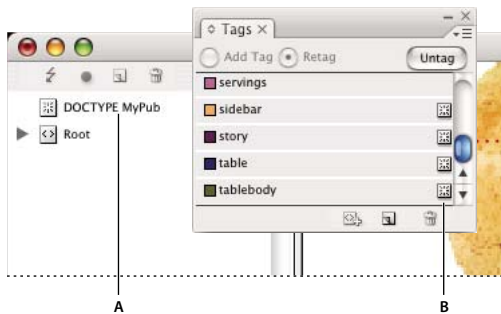 Tags ×
Add Tag Retag Untag
servings
DOCTYPE MyPub
sidebar
Root
story
table
tablebody
A B